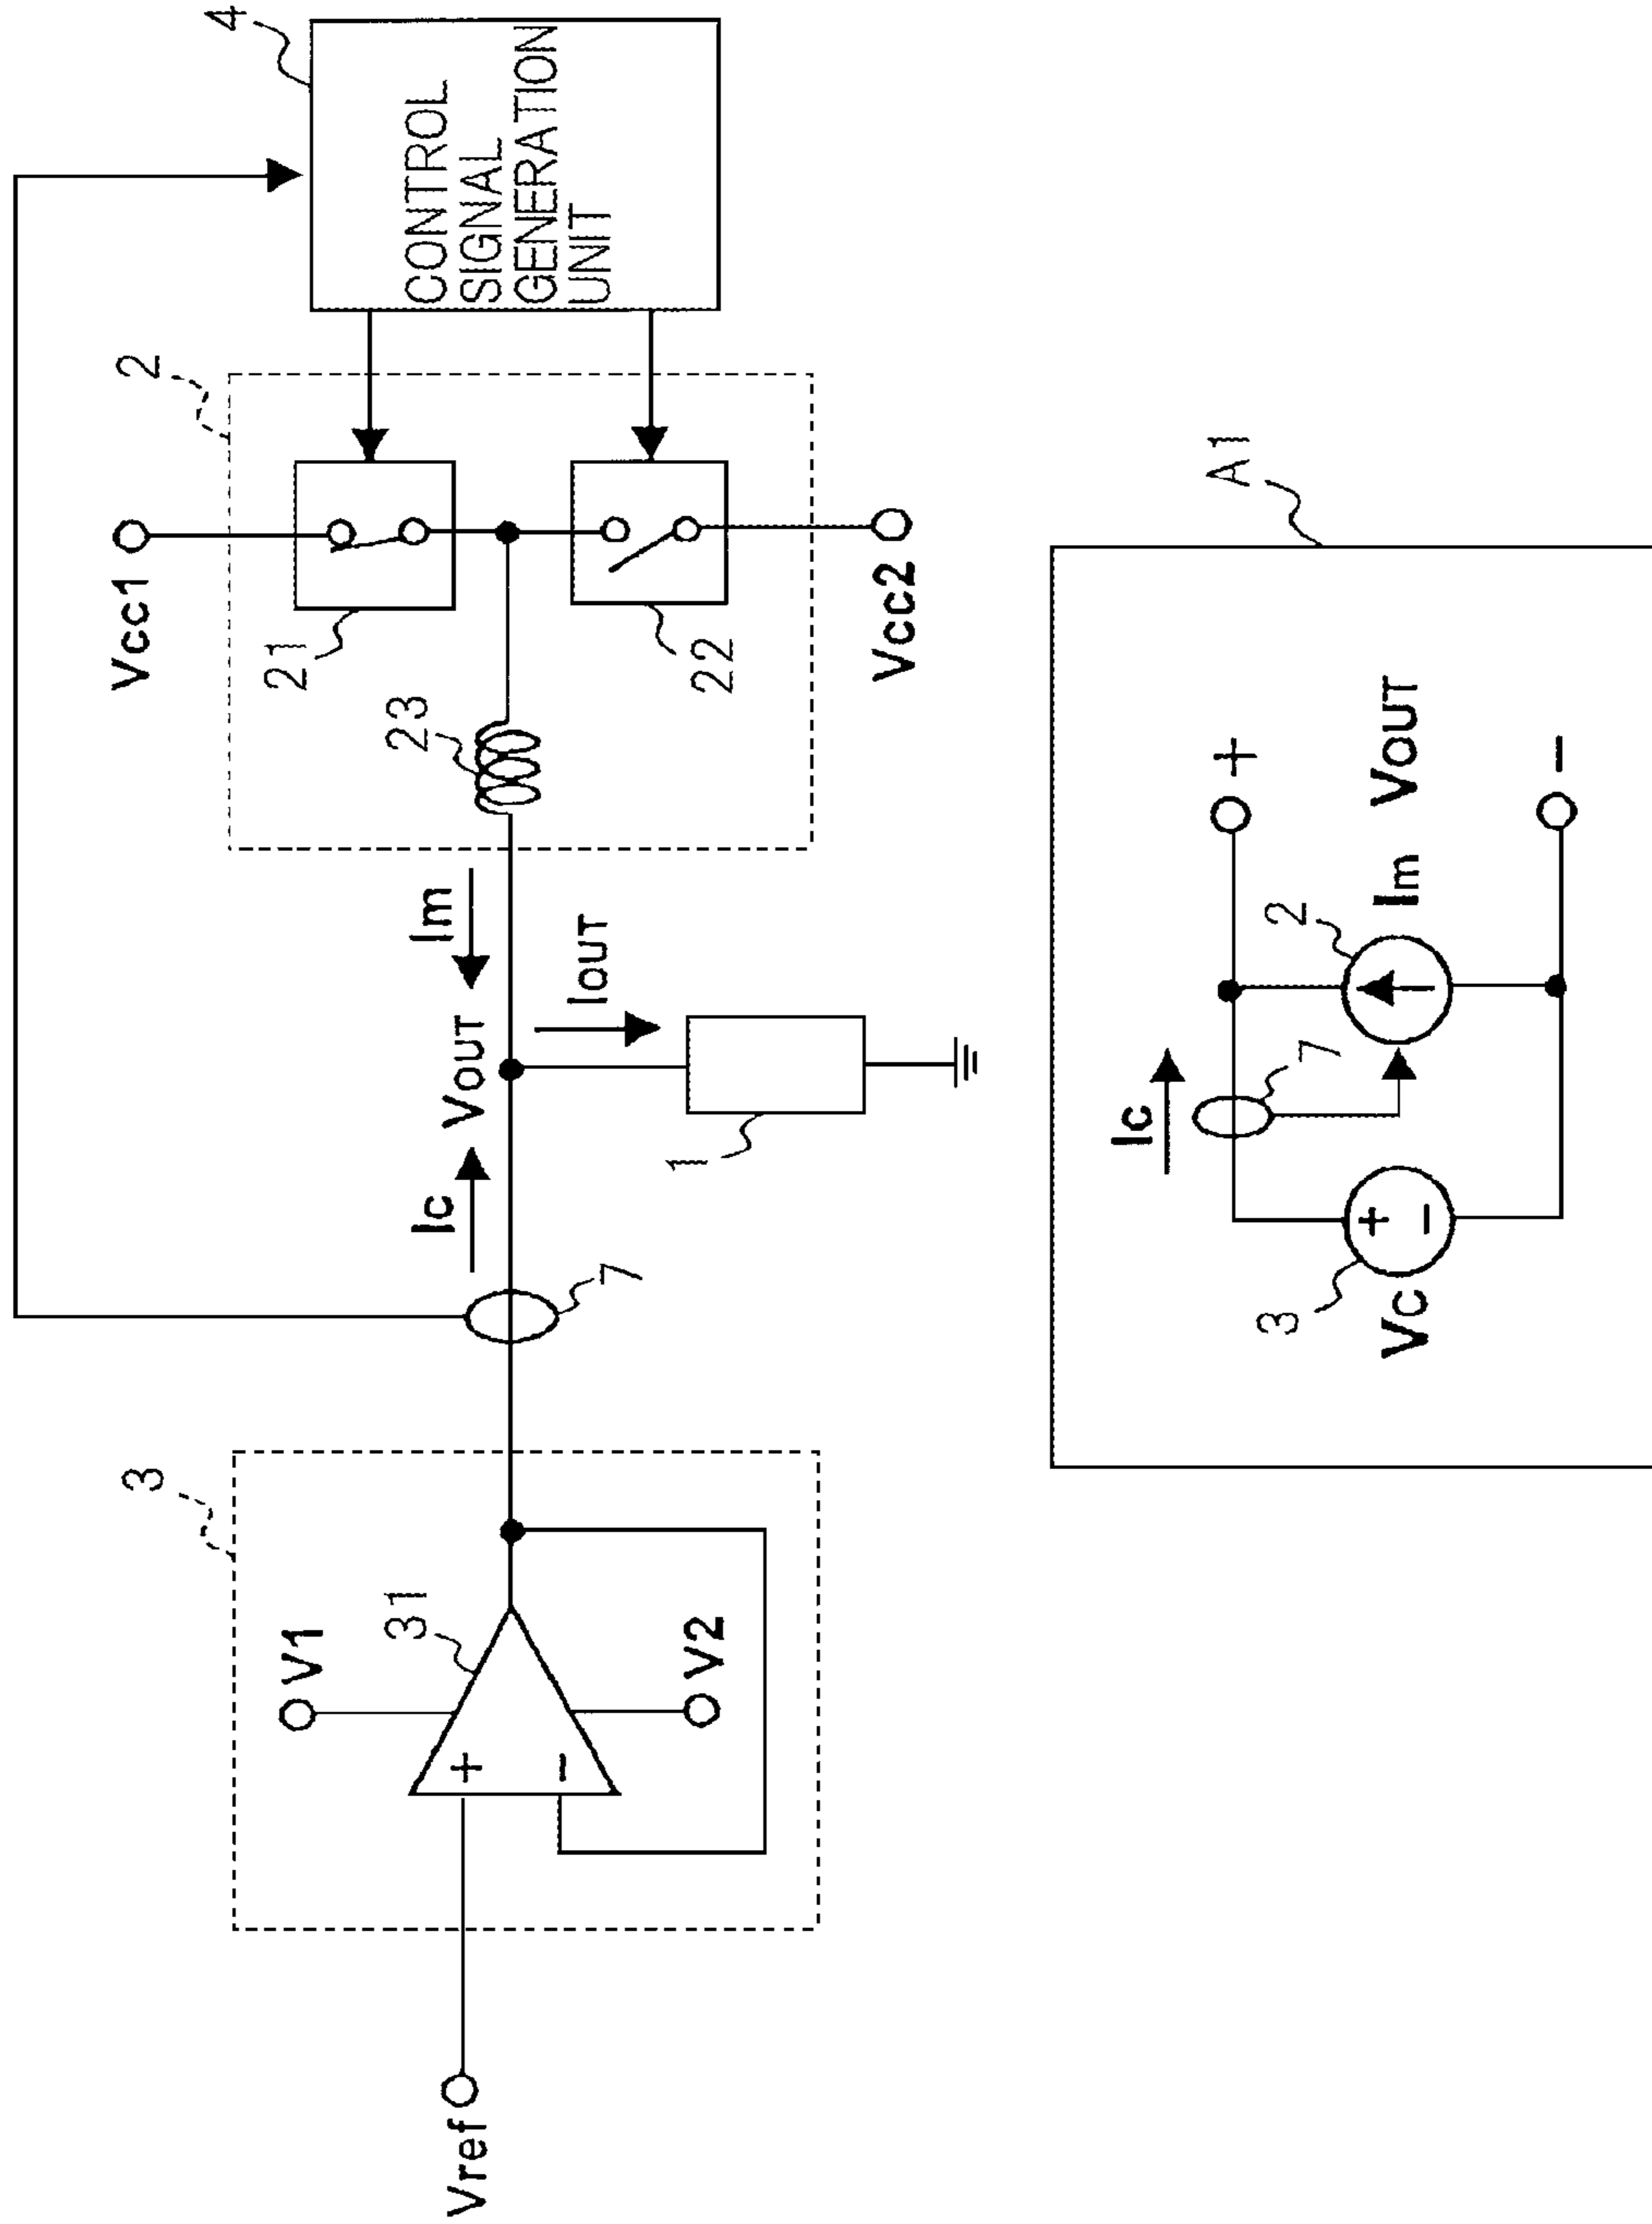 4
CONTROL
SIGNAL
GENERATION
UNIT
2
Vcc1
21
22
Vcc2
23
Im
VOUT
IOUT
Ic
1
7
3
V1
31
+
−
V2
Vref
A1
Ic
7
2
Im
VOUT
+
−
3
+
−
Vc